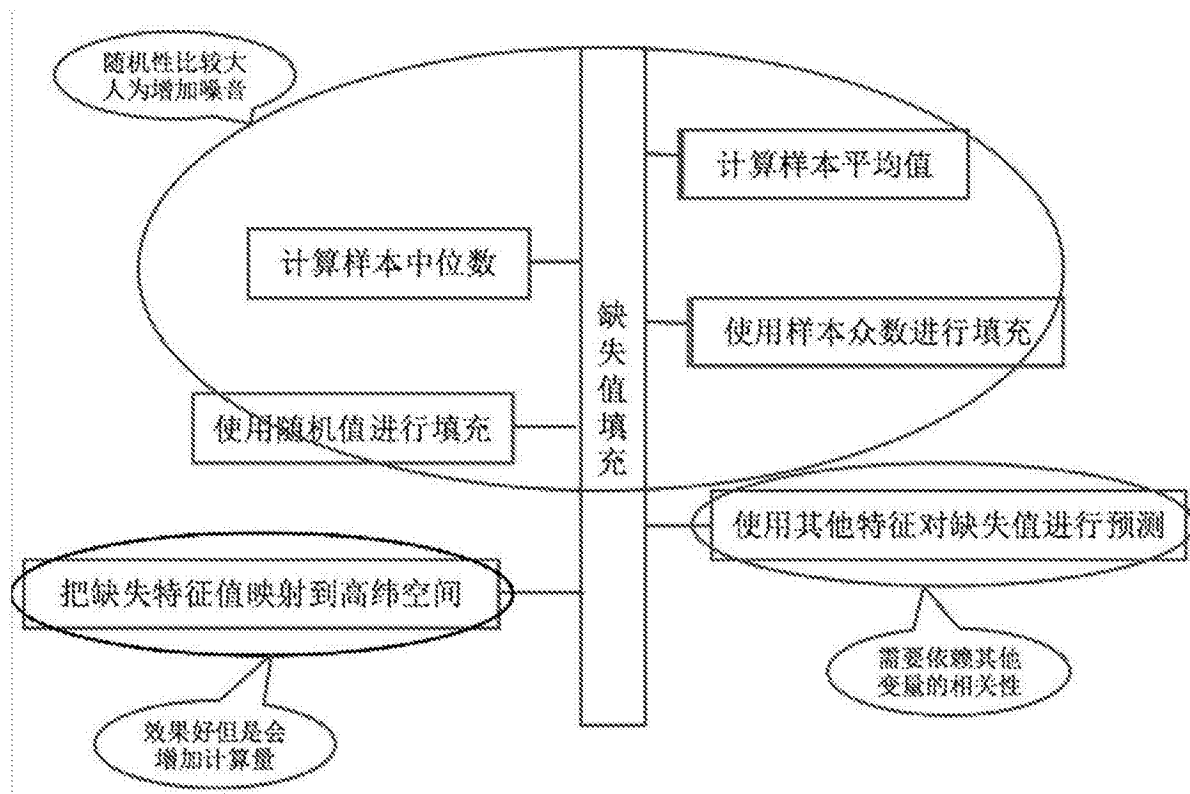 随机性比较大
人为增加噪音
计算样本平均值
计算样本中位数
缺失值填充
使用样本众数进行填充
使用随机值进行填充
使用其他特征对缺失值进行预测
把缺失特征值映射到高纬空间
需要依赖其他
变量的相关性
效果好但是会
增加计算量